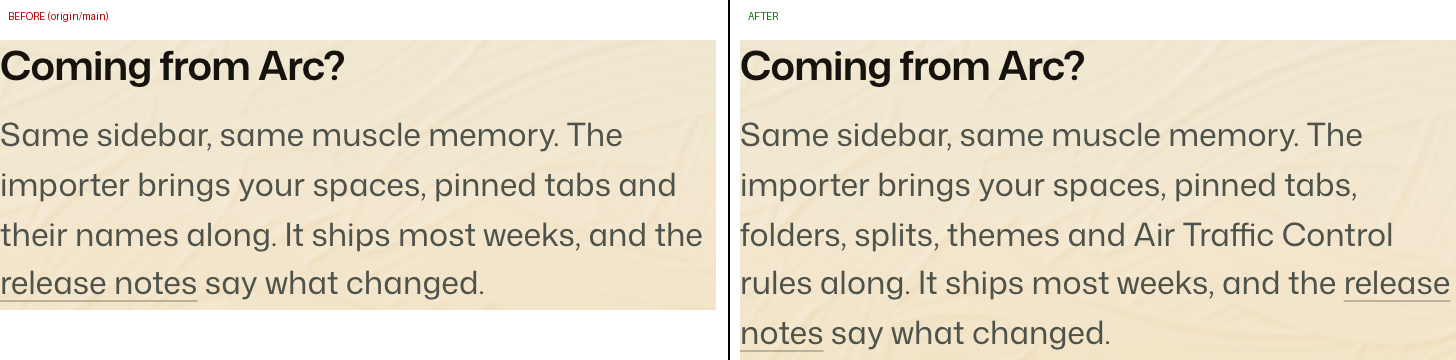 BEFORE (origin/main)
Coming from Arc?
Same sidebar, same muscle memory. The
importer brings your spaces, pinned tabs and
their names along. It ships most weeks, and the
release notes say what changed.
AFTER
Coming from Arc?
Same sidebar, same muscle memory. The
importer brings your spaces, pinned tabs,
folders, splits, themes and Air Traffic Control
rules along. It ships most weeks, and the release
notes say what changed.